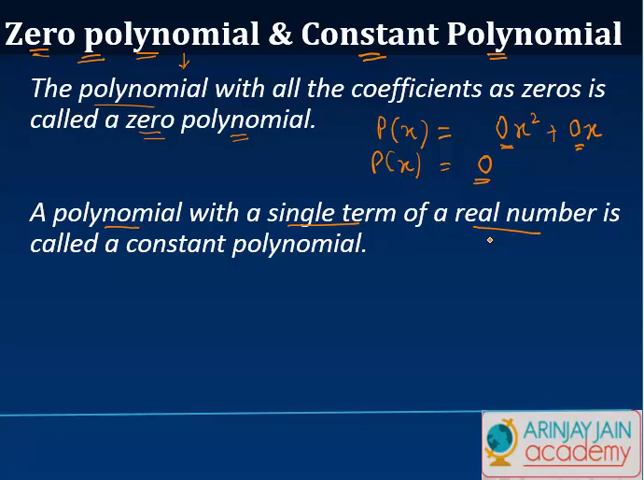 Zero polynomial & Constant Polynomial
The polynomial with all the coefficients as zeros is
called a zero polynomial.
P(x) = 0x² + 0x
P(x) = 0
A polynomial with a single term of a real number is
called a constant polynomial.
ARINJAY JAIN
academy